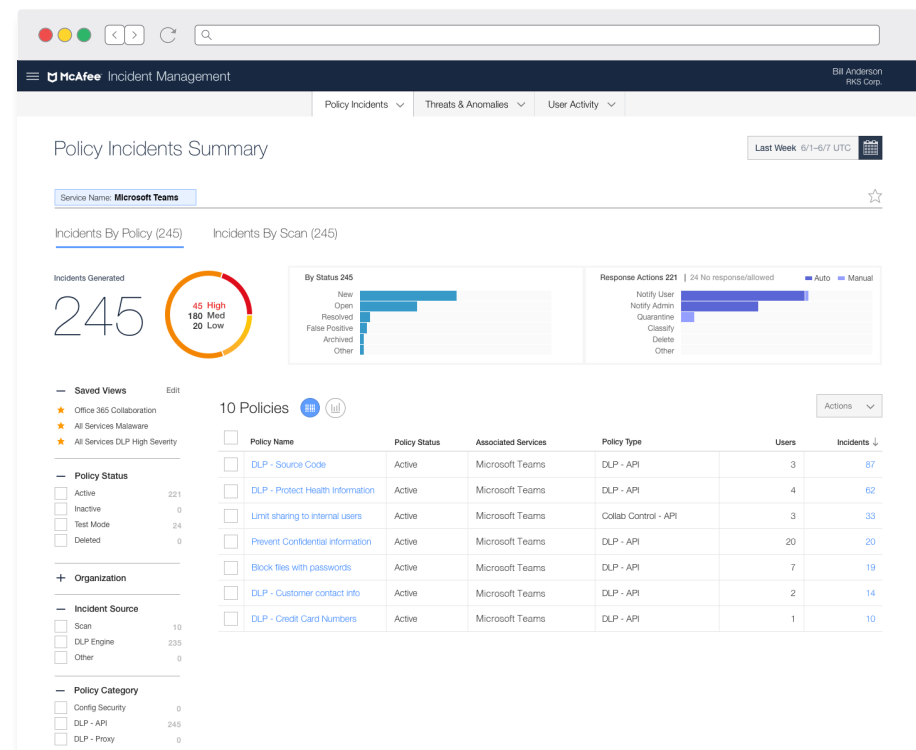 McAfee Incident Management
Bill Anderson
RKS Corp.
Policy Incidents
Threats & Anomalies
User Activity
Policy Incidents Summary
Last Week 6/1–6/7 UTC
Service Name: Microsoft Teams
Incidents By Policy (245)
Incidents By Scan (245)
Incidents Generated
245
45 High
180 Med
20 Low
By Status 245
New
Open
Resolved
False Positive
Archived
Other
Response Actions 221 | 24 No response/allowed
Auto
Manual
Notify User
Notify Admin
Quarantine
Classify
Delete
Other
Saved Views Edit
Office 365 Collaboration
All Services Malaware
All Services DLP High Severity
Policy Status
Active 221
Inactive 0
Test Mode 24
Deleted 0
Organization
Incident Source
Scan 10
DLP Engine 235
Other 0
Policy Category
Config Security 0
DLP - API 245
DLP - Proxy 0
10 Policies
Actions
Policy Name Policy Status Associated Services Policy Type Users Incidents ↓
DLP - Source Code Active Microsoft Teams DLP - API 3 87
DLP - Protect Health Information Active Microsoft Teams DLP - API 4 62
Limit sharing to internal users Active Microsoft Teams Collab Control - API 3 33
Prevent Confidential information Active Microsoft Teams DLP - API 20 20
Block files with passwords Active Microsoft Teams DLP - API 7 19
DLP - Customer contact info Active Microsoft Teams DLP - API 2 14
DLP - Credit Card Numbers Active Microsoft Teams DLP - API 1 10